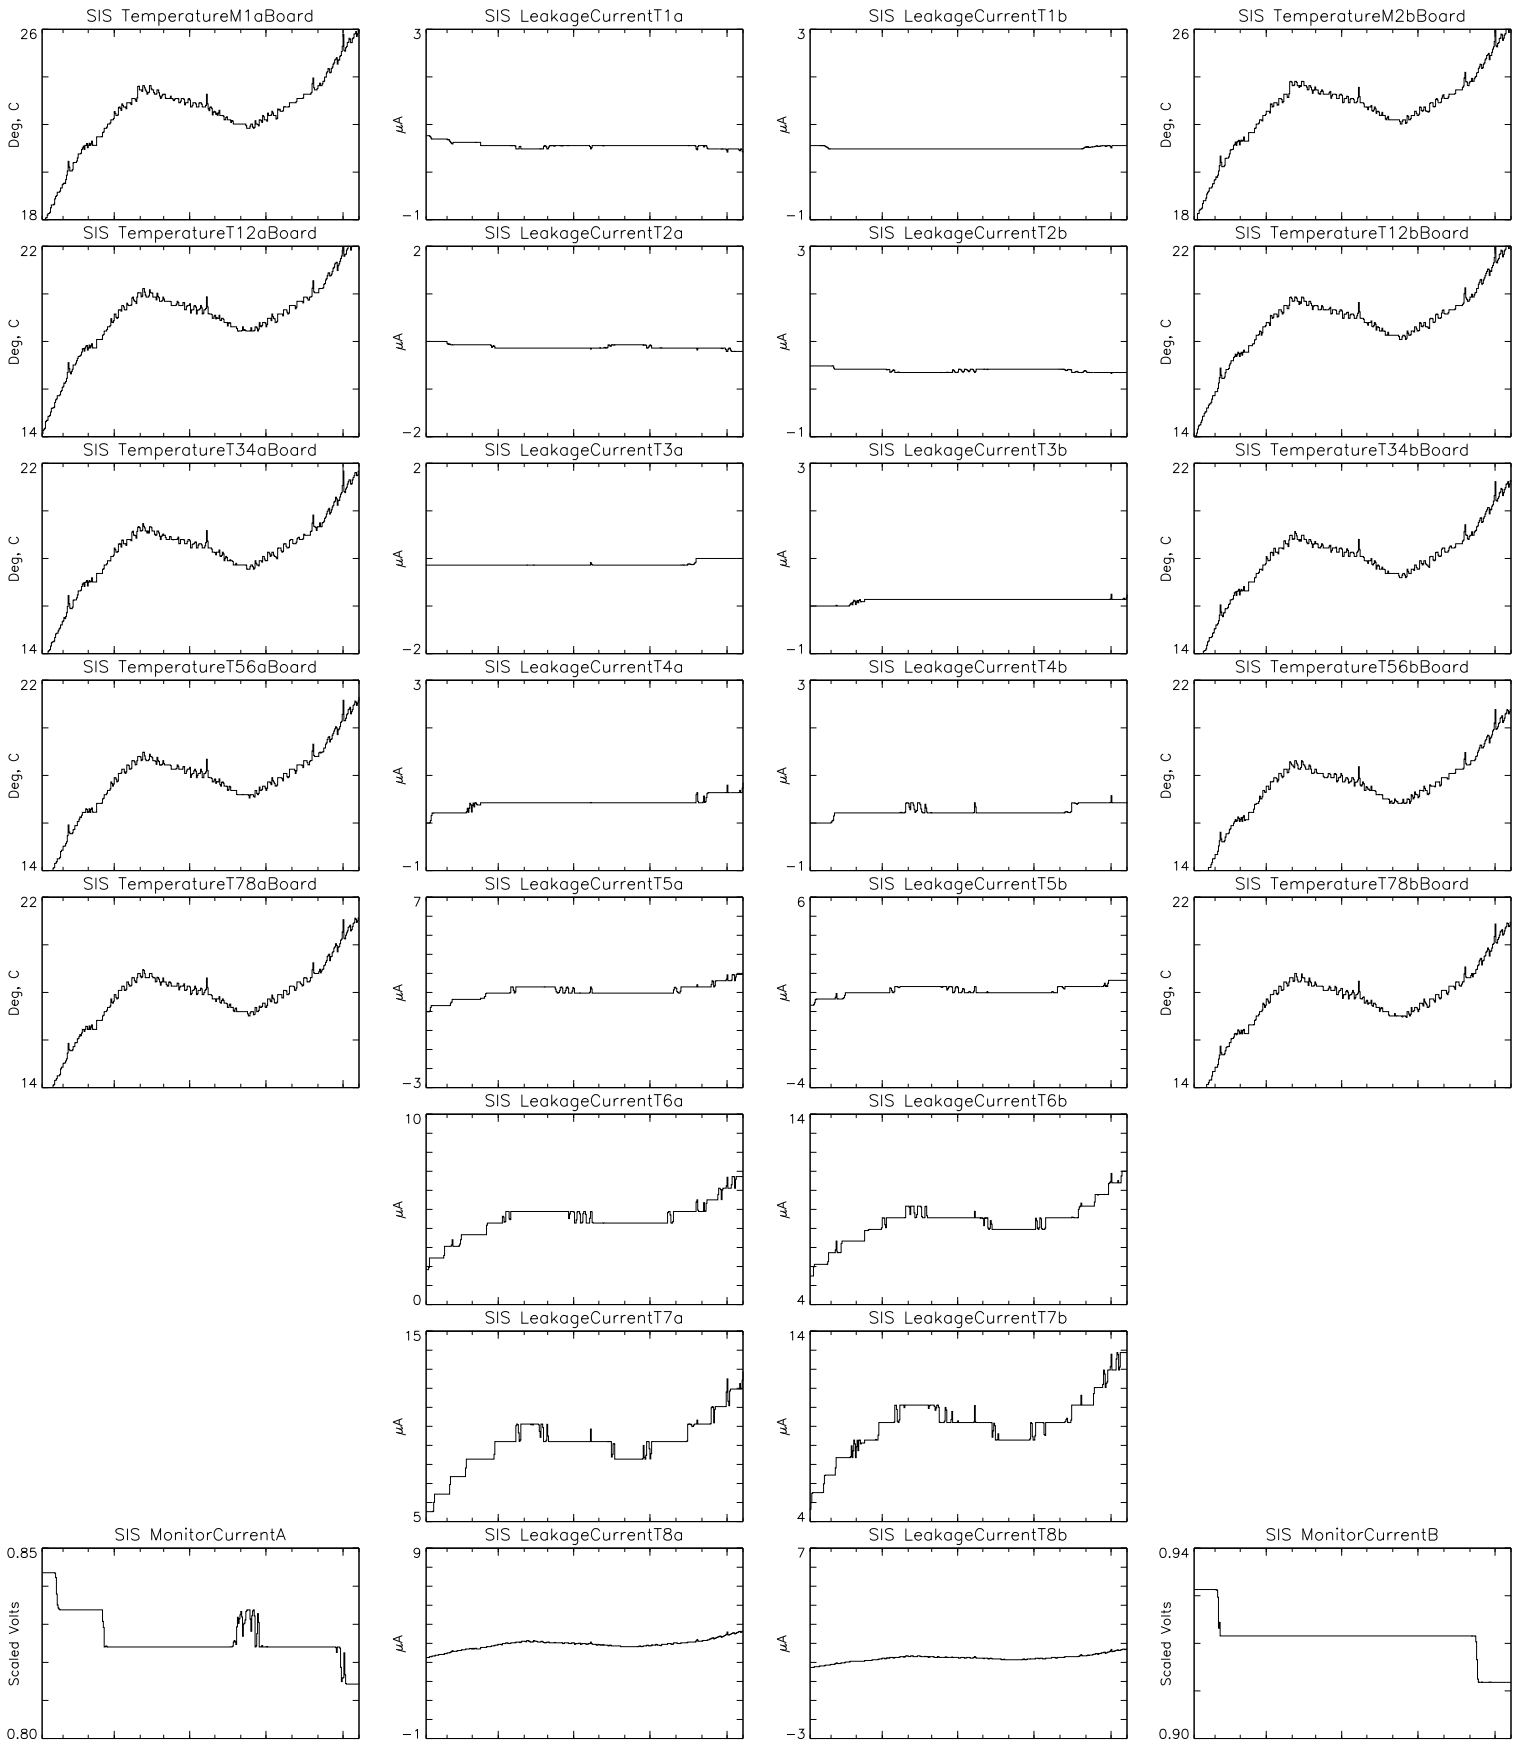 SIS TemperatureM1aBoard SIS LeakageCurrentT1a SIS LeakageCurrentT1b SIS TemperatureM2bBoard
26 3 3 26
Deg, C μA μA Deg, C
18 -1 -1 18
SIS TemperatureT12aBoard SIS LeakageCurrentT2a SIS LeakageCurrentT2b SIS TemperatureT12bBoard
22 2 3 22
Deg, C μA μA Deg, C
14 -2 -1 14
SIS TemperatureT34aBoard SIS LeakageCurrentT3a SIS LeakageCurrentT3b SIS TemperatureT34bBoard
22 2 3 22
Deg, C μA μA Deg, C
14 -2 -1 14
SIS TemperatureT56aBoard SIS LeakageCurrentT4a SIS LeakageCurrentT4b SIS TemperatureT56bBoard
22 3 3 22
Deg, C μA μA Deg, C
14 -1 -1 14
SIS TemperatureT78aBoard SIS LeakageCurrentT5a SIS LeakageCurrentT5b SIS TemperatureT78bBoard
22 7 6 22
Deg, C μA μA Deg, C
14 -3 -4 14
SIS LeakageCurrentT6a SIS LeakageCurrentT6b
10 14
μA μA
0 4
SIS LeakageCurrentT7a SIS LeakageCurrentT7b
15 14
μA μA
5 4
SIS MonitorCurrentA SIS LeakageCurrentT8a SIS LeakageCurrentT8b SIS MonitorCurrentB
0.85 9 7 0.94
Scaled Volts μA μA Scaled Volts
0.80 -1 -3 0.90